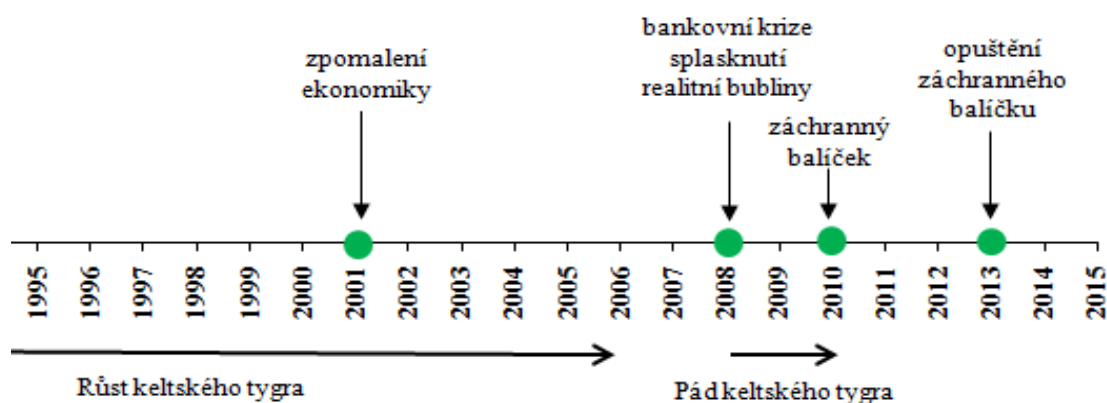 zpomalení
ekonomiky
bankovní krize
splasknutí
realitní bubliny
záchranný
balíček
opuštění
záchranného
balíčku
1995
1996
1997
1998
1999
2000
2001
2002
2003
2004
2005
2006
2007
2008
2009
2010
2011
2012
2013
2014
2015
Růst keltského tygra
Pád keltského tygra